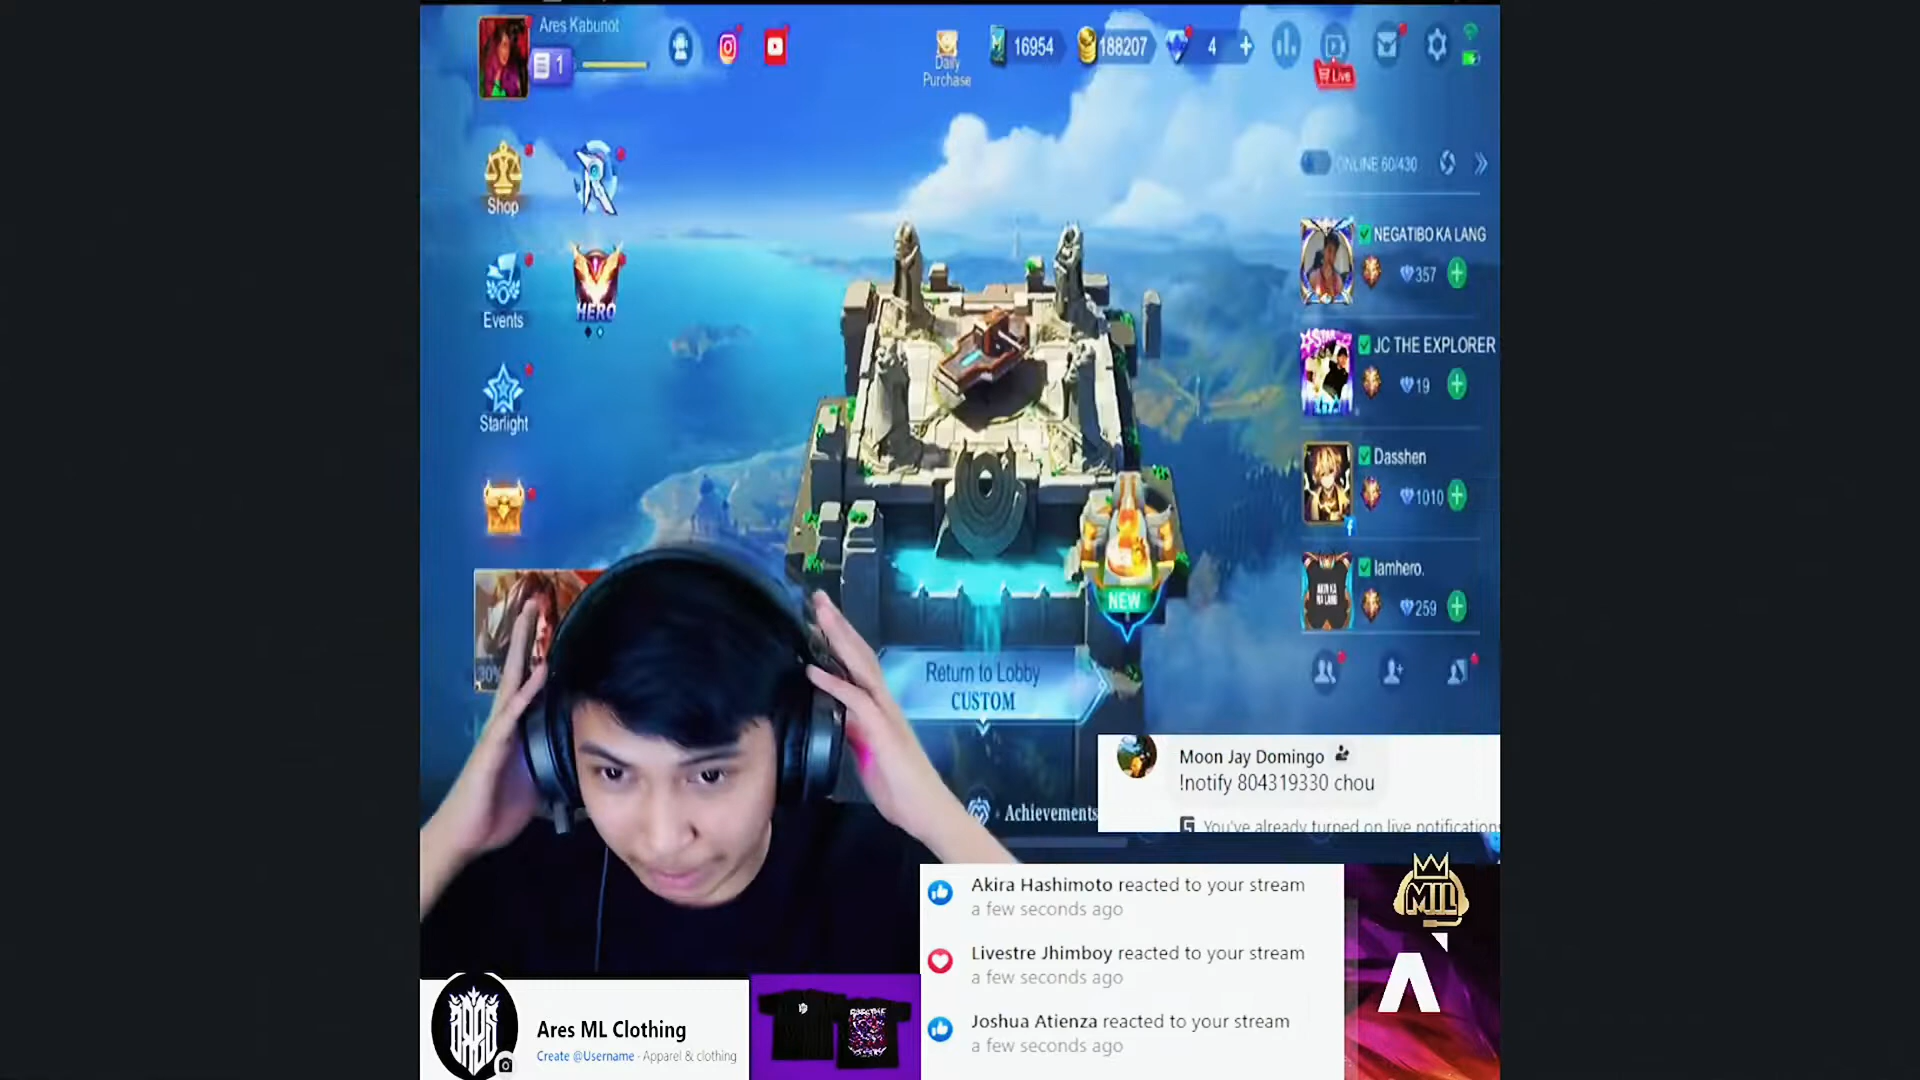 Ares Kabunot
1
Daily
Purchase
16954
188207
4
Live
Shop
Events
HERO
Starlight
ONLINE 60/430
NEGATIBO KA LANG
357
JC THE EXPLORER
19
Dasshen
1010
Iamhero.
259
NEW
30%
Return to Lobby
CUSTOM
Achievements
Moon Jay Domingo
!notify 804319330 chou
You've already turned on live notifications
Akira Hashimoto reacted to your stream
a few seconds ago
Livestre Jhimboy reacted to your stream
a few seconds ago
Joshua Atienza reacted to your stream
a few seconds ago
MIL
Ares ML Clothing
Create @Username · Apparel & clothing